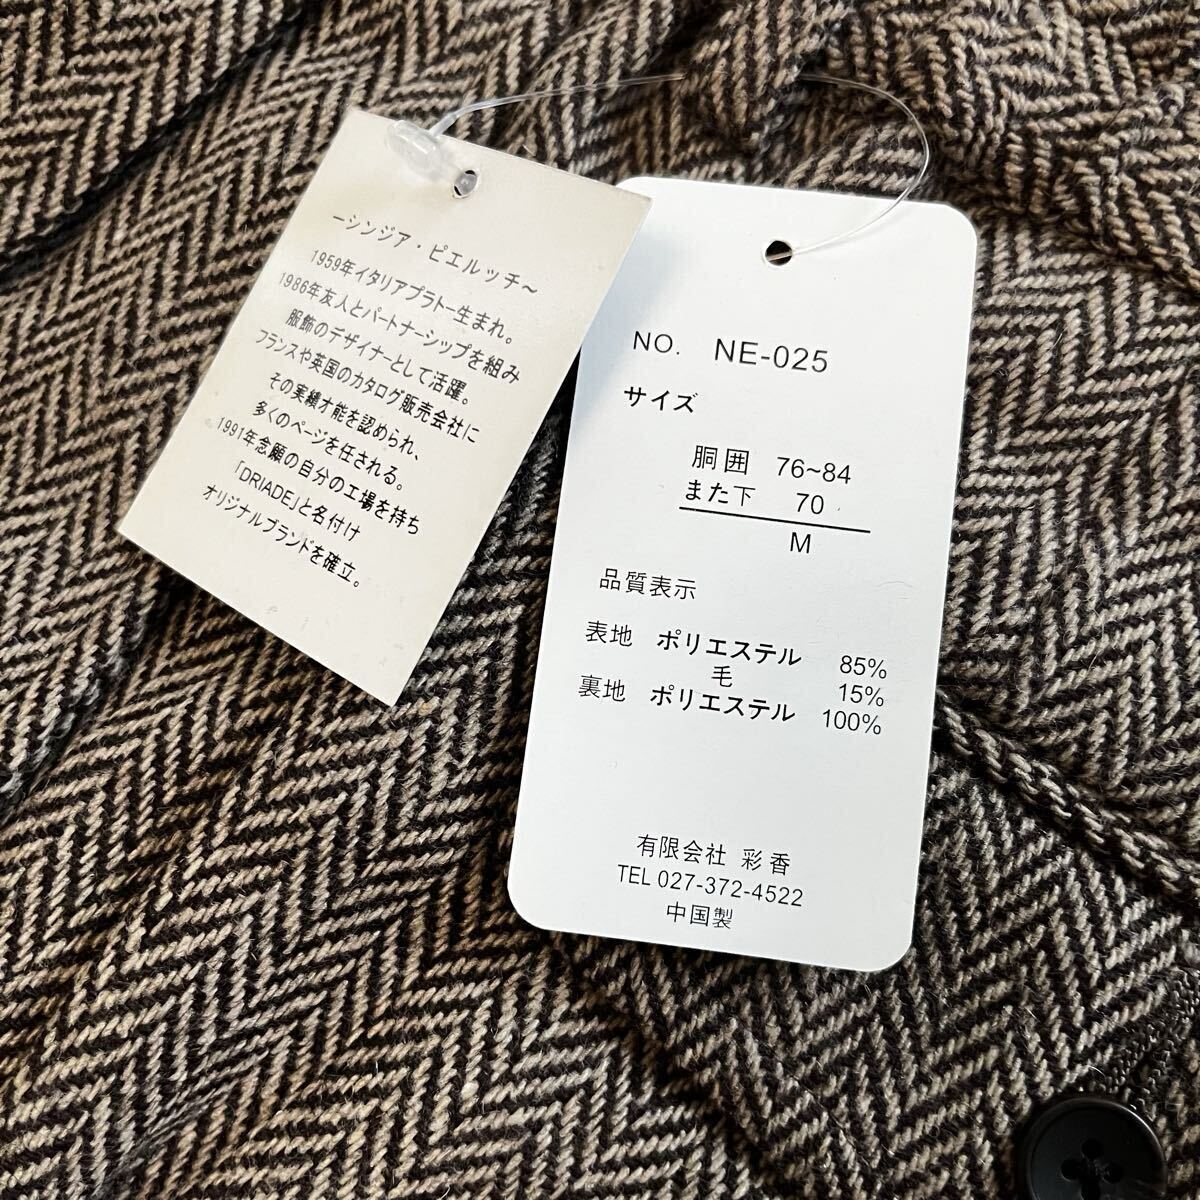 ーシンジア・ピエルッチ～
1959年イタリアプラトー生まれ。
1986年友人とパートナーシップを組み
服飾のデザイナーとして活躍。
フランスや英国のカタログ販売会社に
その実績才能を認められ、
多くのページを任される。
1991年念願の自分の工場を持ち
「DRIADE」と名付け
オリジナルブランドを確立。
NO. NE-025
サイズ
胴囲 76~84
また下 70
M
品質表示
表地 ポリエステル 85%
毛 15%
裏地 ポリエステル 100%
有限会社 彩香
TEL 027-372-4522
中国製